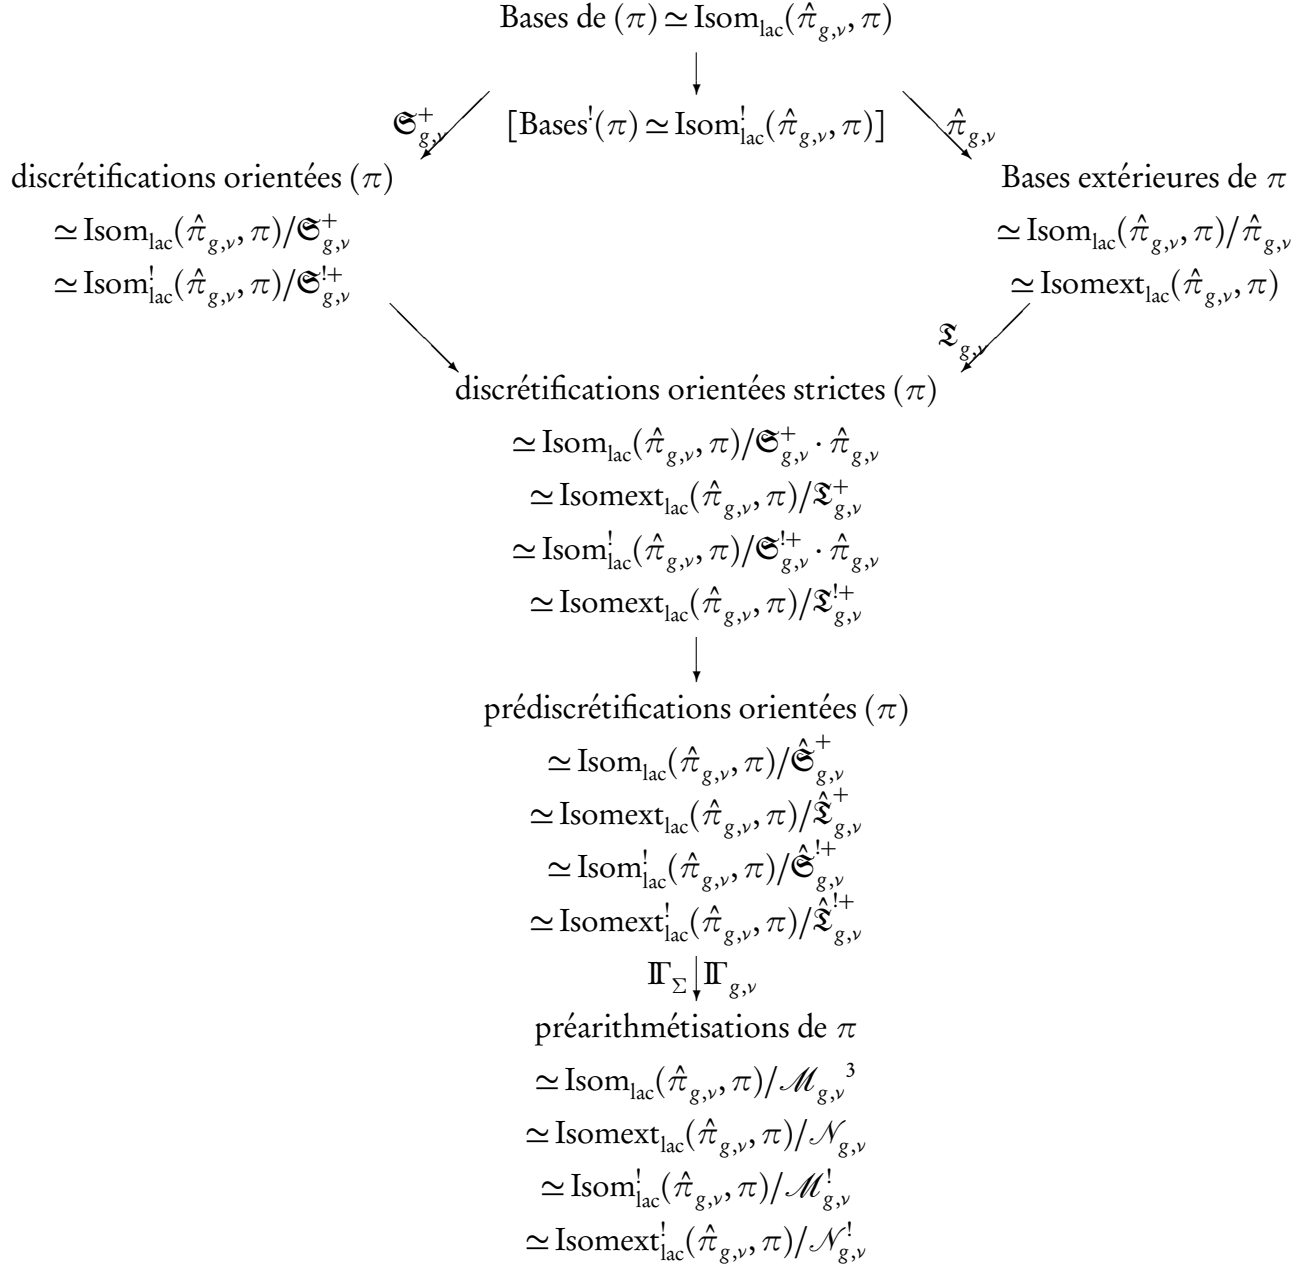 Bases de (π) ≃ Isom_lac(π̂_{g,ν}, π)
𝕾^+_{g,ν}
[Bases^!(π) ≃ Isom^!_lac(π̂_{g,ν}, π)]
π̂_{g,ν}
discrétifications orientées (π)
≃ Isom_lac(π̂_{g,ν}, π)/𝕾^+_{g,ν}
≃ Isom^!_lac(π̂_{g,ν}, π)/𝕾^{!+}_{g,ν}
Bases extérieures de π
≃ Isom_lac(π̂_{g,ν}, π)/π̂_{g,ν}
≃ Isomext_lac(π̂_{g,ν}, π)
𝕿_{g,ν}
discrétifications orientées strictes (π)
≃ Isom_lac(π̂_{g,ν}, π)/𝕾^+_{g,ν} · π̂_{g,ν}
≃ Isomext_lac(π̂_{g,ν}, π)/𝕿^+_{g,ν}
≃ Isom^!_lac(π̂_{g,ν}, π)/𝕾^{!+}_{g,ν} · π̂_{g,ν}
≃ Isomext_lac(π̂_{g,ν}, π)/𝕿^{!+}_{g,ν}
prédiscrétifications orientées (π)
≃ Isom_lac(π̂_{g,ν}, π)/𝕾̂^+_{g,ν}
≃ Isomext_lac(π̂_{g,ν}, π)/𝕿̂^+_{g,ν}
≃ Isom^!_lac(π̂_{g,ν}, π)/𝕾̂^{!+}_{g,ν}
≃ Isomext^!_lac(π̂_{g,ν}, π)/𝕿̂^{!+}_{g,ν}
IΓ_Σ IΓ_{g,ν}
préarithmétisations de π
≃ Isom_lac(π̂_{g,ν}, π)/ℳ_{g,ν}^3
≃ Isomext_lac(π̂_{g,ν}, π)/𝒩_{g,ν}
≃ Isom^!_lac(π̂_{g,ν}, π)/ℳ^!_{g,ν}
≃ Isomext^!_lac(π̂_{g,ν}, π)/𝒩^!_{g,ν}